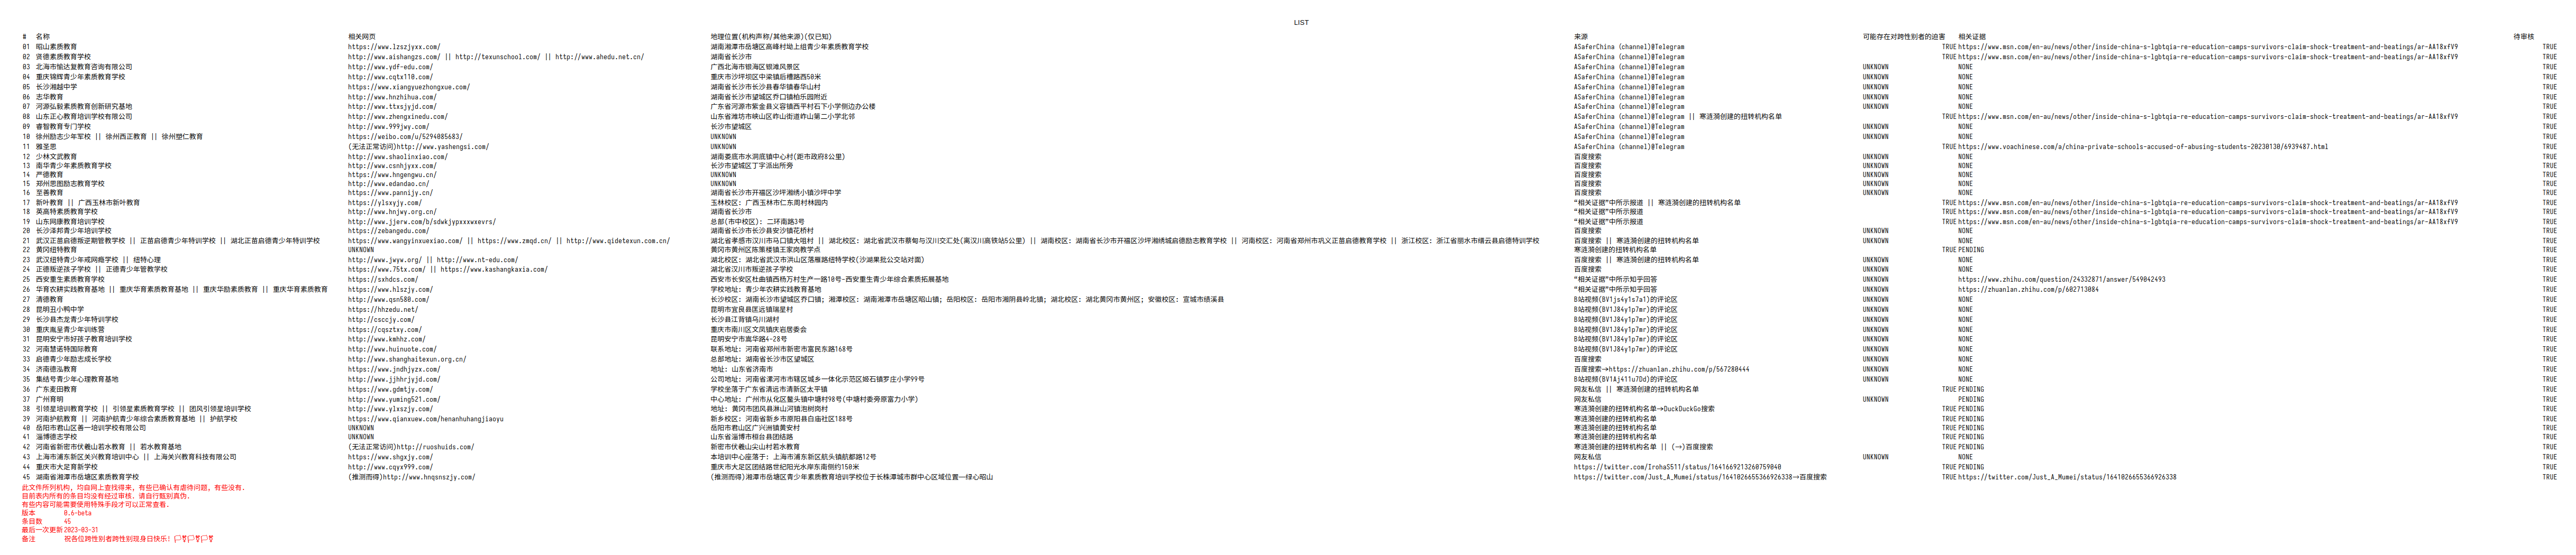 LIST
# 名称 相关网页 地理位置(机构声称/其他来源)(仅已知) 来源 可能存在对跨性别者的迫害 相关证据 待审核
01 昭山素质教育 https://www.lzszjyxx.com/ 湖南湘潭市岳塘区高峰村坳上组青少年素质教育学校 ASaferChina (channel)@Telegram TRUE https://www.msn.com/en-au/news/other/inside-china-s-lgbtqia-re-education-camps-survivors-claim-shock-treatment-and-beatings/ar-AA18xfV9 TRUE
02 贤德素质教育学校 http://www.aishangzs.com/ || http://texunschool.com/ || http://www.ahedu.net.cn/ 湖南省长沙市 ASaferChina (channel)@Telegram TRUE https://www.msn.com/en-au/news/other/inside-china-s-lgbtqia-re-education-camps-survivors-claim-shock-treatment-and-beatings/ar-AA18xfV9 TRUE
03 北海市愉达复教育咨询有限公司 http://www.ydf-edu.com/ 广西北海市银海区银滩风景区 ASaferChina (channel)@Telegram UNKNOWN NONE TRUE
04 重庆锦辉青少年素质教育学校 http://www.cqtx110.com/ 重庆市沙坪坝区中梁镇后槽路西50米 ASaferChina (channel)@Telegram UNKNOWN NONE TRUE
05 长沙湘越中学 https://www.xiangyuezhongxue.com/ 湖南省长沙市长沙县春华镇春华山村 ASaferChina (channel)@Telegram UNKNOWN NONE TRUE
06 志华教育 http://www.hnzhihua.com/ 湖南省长沙市望城区乔口镇柏乐园附近 ASaferChina (channel)@Telegram UNKNOWN NONE TRUE
07 河源弘毅素质教育创新研究基地 http://www.ttxsjyjd.com/ 广东省河源市紫金县义容镇西平村石下小学侧边办公楼 ASaferChina (channel)@Telegram UNKNOWN NONE TRUE
08 山东正心教育培训学校有限公司 http://www.zhengxinedu.com/ 山东省潍坊市峡山区岞山街道岞山第二小学北邻 ASaferChina (channel)@Telegram || 寒涟漪创建的扭转机构名单 TRUE https://www.msn.com/en-au/news/other/inside-china-s-lgbtqia-re-education-camps-survivors-claim-shock-treatment-and-beatings/ar-AA18xfV9 TRUE
09 睿智教育专门学校 http://www.999jwy.com/ 长沙市望城区 ASaferChina (channel)@Telegram UNKNOWN NONE TRUE
10 徐州励志少年军校 || 徐州西正教育 || 徐州塑仁教育 https://weibo.com/u/5294085683/ UNKNOWN ASaferChina (channel)@Telegram UNKNOWN NONE TRUE
11 雅圣思 (无法正常访问)http://www.yashengsi.com/ UNKNOWN ASaferChina (channel)@Telegram TRUE https://www.voachinese.com/a/china-private-schools-accused-of-abusing-students-20230130/6939487.html TRUE
12 少林文武教育 http://www.shaolinxiao.com/ 湖南娄底市水洞底镇中心村(距市政府8公里) 百度搜索 UNKNOWN NONE TRUE
13 南华青少年素质教育学校 http://www.csnhjyxx.com/ 长沙市望城区丁字派出所旁 百度搜索 UNKNOWN NONE TRUE
14 严德教育 https://www.hngengwu.cn/ UNKNOWN 百度搜索 UNKNOWN NONE TRUE
15 郑州思图励志教育学校 http://www.edandao.cn/ UNKNOWN 百度搜索 UNKNOWN NONE TRUE
16 至善教育 https://www.pannijy.cn/ 湖南省长沙市开福区沙坪湘绣小镇沙坪中学 百度搜索 UNKNOWN NONE TRUE
17 新叶教育 || 广西玉林市新叶教育 https://ylsxyjy.com/ 玉林校区: 广西玉林市仁东周村林园内 "相关证据"中所示报道 || 寒涟漪创建的扭转机构名单 TRUE https://www.msn.com/en-au/news/other/inside-china-s-lgbtqia-re-education-camps-survivors-claim-shock-treatment-and-beatings/ar-AA18xfV9 TRUE
18 英高特素质教育学校 http://www.hnjwy.org.cn/ 湖南省长沙市 "相关证据"中所示报道 TRUE https://www.msn.com/en-au/news/other/inside-china-s-lgbtqia-re-education-camps-survivors-claim-shock-treatment-and-beatings/ar-AA18xfV9 TRUE
19 山东网康教育培训学校 http://www.jjerw.com/b/sdwkjypxxxwxevrs/ 总部(市中校区): 二环南路3号 "相关证据"中所示报道 TRUE https://www.msn.com/en-au/news/other/inside-china-s-lgbtqia-re-education-camps-survivors-claim-shock-treatment-and-beatings/ar-AA18xfV9 TRUE
20 长沙泽邦青少年培训学校 https://zebangedu.com/ 湖南省长沙市长沙县安沙镇花桥村 百度搜索 UNKNOWN NONE TRUE
21 武汉正苗启德叛逆期管教学校 || 正苗启德青少年特训学校 || 湖北正苗启德青少年特训学校 https://www.wangyinxuexiao.com/ || https://www.zmqd.cn/ || http://www.qidetexun.com.cn/ 湖北省孝感市汉川市马口镇大咀村 || 湖北校区: 湖北省武汉市蔡甸与汉川交汇处(离汉川高铁站5公里) || 湖南校区: 湖南省长沙市开福区沙坪湘绣城启德励志教育学校 || 河南校区: 河南省郑州市巩义正苗启德教育学校 || 浙江校区: 浙江省丽水市缙云县启德特训学校 百度搜索 || 寒涟漪创建的扭转机构名单 UNKNOWN NONE TRUE
22 黄冈纽特教育 UNKNOWN 黄冈市黄州区陈策楼镇王家岗教学点 寒涟漪创建的扭转机构名单 TRUE PENDING TRUE
23 武汉纽特青少年戒网瘾学校 || 纽特心理 http://www.jwyw.org/ || http://www.nt-edu.com/ 湖北校区: 湖北省武汉市洪山区落雁路纽特学校(沙湖果批公交站对面) 百度搜索 || 寒涟漪创建的扭转机构名单 UNKNOWN NONE TRUE
24 正德叛逆孩子学校 || 正德青少年管教学校 https://www.75tx.com/ || https://www.kashangkaxia.com/ 湖北省汉川市叛逆孩子学校 百度搜索 UNKNOWN NONE TRUE
25 西安重生素质教育学校 https://sxhdcs.com/ 西安市长安区杜曲镇西杨万村生产一路10号-西安重生青少年综合素质拓展基地 "相关证据"中所示知乎回答 UNKNOWN https://www.zhihu.com/question/24332871/answer/549042493 TRUE
26 华育农耕实践教育基地 || 重庆华育素质教育基地 || 重庆华励素质教育 || 重庆华育素质教育 https://www.hlszjy.com/ 学校地址: 青少年农耕实践教育基地 "相关证据"中所示知乎回答 UNKNOWN https://zhuanlan.zhihu.com/p/602713084 TRUE
27 清德教育 http://www.qsn580.com/ 长沙校区: 湖南长沙市望城区乔口镇; 湘潭校区: 湖南湘潭市岳塘区昭山镇; 岳阳校区: 岳阳市湘阴县岭北镇; 湖北校区: 湖北黄冈市黄州区; 安徽校区: 宣城市绩溪县 B站视频(BV1js4y1s7a1)的评论区 UNKNOWN NONE TRUE
28 昆明丑小鸭中学 https://hhzedu.net/ 昆明市宜良县匡远镇瑞星村 B站视频(BV1J84y1p7mr)的评论区 UNKNOWN NONE TRUE
29 长沙县杰龙青少年特训学校 http://csccjy.com/ 长沙县江背镇乌川湖村 B站视频(BV1J84y1p7mr)的评论区 UNKNOWN NONE TRUE
30 重庆胤呈青少年训练营 https://cqsztxy.com/ 重庆市南川区文凤镇庆岩居委会 B站视频(BV1J84y1p7mr)的评论区 UNKNOWN NONE TRUE
31 昆明安宁市好孩子教育培训学校 http://www.kmhhz.com/ 昆明安宁市嵩华路4-28号 B站视频(BV1J84y1p7mr)的评论区 UNKNOWN NONE TRUE
32 河南慧诺特国际教育 http://www.huinuote.com/ 联系地址: 河南省郑州市新密市富民东路168号 B站视频(BV1J84y1p7mr)的评论区 UNKNOWN NONE TRUE
33 启德青少年励志成长学校 http://www.shanghaitexun.org.cn/ 总部地址: 湖南省长沙市区望城区 百度搜索 UNKNOWN NONE TRUE
34 济南德泓教育 https://www.jndhjyzx.com/ 地址: 山东省济南市 百度搜索→https://zhuanlan.zhihu.com/p/567280444 UNKNOWN NONE TRUE
35 集结号青少年心理教育基地 http://www.jjhhrjyjd.com/ 公司地址: 河南省漯河市市辖区城乡一体化示范区姬石镇罗庄小学99号 B站视频(BV1Aj411u7Dd)的评论区 UNKNOWN NONE TRUE
36 广东麦田教育 https://www.gdmtjy.com/ 学校坐落于广东省清远市清新区太平镇 网友私信 || 寒涟漪创建的扭转机构名单 TRUE PENDING TRUE
37 广州育明 http://www.yuming521.com/ 中心地址: 广州市从化区鳌头镇中塘村98号(中塘村委旁原富力小学) 网友私信 UNKNOWN PENDING TRUE
38 引领星培训教育学校 || 引领星素质教育学校 || 团风引领星培训学校 http://www.ylxszjy.com/ 地址: 黄冈市团风县淋山河镇泡树岗村 寒涟漪创建的扭转机构名单→DuckDuckGo搜索 TRUE PENDING TRUE
39 河南护航教育 || 河南护航青少年综合素质教育基地 || 护航学校 https://www.qianxuew.com/henanhuhangjiaoyu 新乡校区: 河南省新乡市原阳县白庙社区188号 寒涟漪创建的扭转机构名单 TRUE PENDING TRUE
40 岳阳市君山区善一培训学校有限公司 UNKNOWN 岳阳市君山区广兴洲镇黄安村 寒涟漪创建的扭转机构名单 TRUE PENDING TRUE
41 淄博德志学校 UNKNOWN 山东省淄博市桓台县团结路 寒涟漪创建的扭转机构名单 TRUE PENDING TRUE
42 河南省新密市伏羲山若水教育 || 若水教育基地 (无法正常访问)http://ruoshuids.com/ 新密市伏羲山尖山村若水教育 寒涟漪创建的扭转机构名单 || (→)百度搜索 TRUE PENDING TRUE
43 上海市浦东新区关兴教育培训中心 || 上海关兴教育科技有限公司 https://www.shgxjy.com/ 本培训中心座落于: 上海市浦东新区航头镇航都路12号 网友私信 UNKNOWN NONE TRUE
44 重庆市大足育新学校 http://www.cqyx999.com/ 重庆市大足区团结路世纪阳光水岸东南侧约150米 https://twitter.com/IrohaS511/status/1641669213260759040 TRUE PENDING TRUE
45 湖南省湘潭市岳塘区素质教育学校 (推测而得)http://www.hnqsnszjy.com/ (推测而得)湘潭市岳塘区青少年素质教育培训学校位于长株潭城市群中心区域位置一绿心昭山 https://twitter.com/Just_A_Mumei/status/1641026655366926338→百度搜索 TRUE https://twitter.com/Just_A_Mumei/status/1641026655366926338 TRUE
此文件所列机构, 均自网上查找得来, 有些已确认有虐待问题, 有些没有.
目前表内所有的条目均没有经过审核. 请自行甄别真伪.
有些内容可能需要使用特殊手段才可以正常查看.
版本 0.6-beta
条目数 45
最后一次更新 2023-03-31
备注 祝各位跨性别者跨性别现身日快乐! 🏳️‍⚧️🏳️‍⚧️🏳️‍⚧️